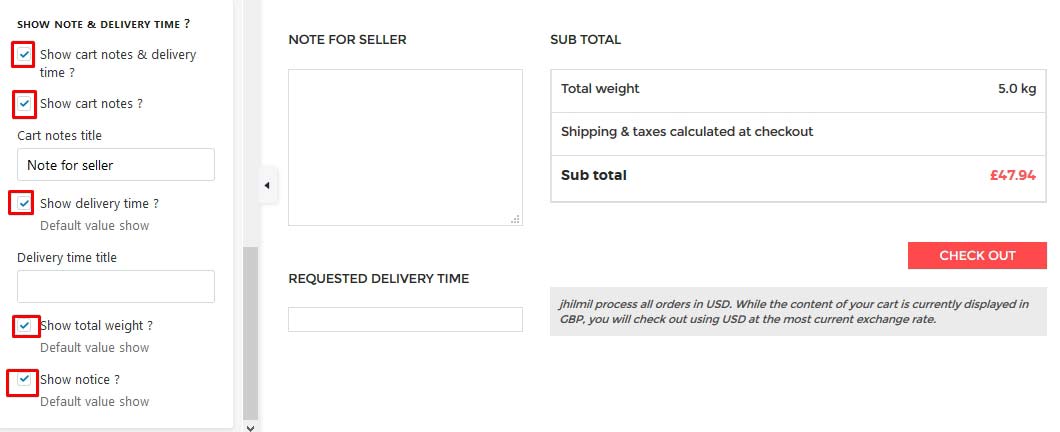 SHOW NOTE & DELIVERY TIME ?
Show cart notes & delivery
time ?
Show cart notes ?
Cart notes title
Note for seller
Show delivery time ?
Default value show
Delivery time title
Show total weight ?
Default value show
Show notice ?
Default value show
NOTE FOR SELLER
REQUESTED DELIVERY TIME
SUB TOTAL
Total weight 5.0 kg
Shipping & taxes calculated at checkout
Sub total £47.94
CHECK OUT
jhilmil process all orders in USD. While the content of your cart is currently displayed in
GBP, you will check out using USD at the most current exchange rate.